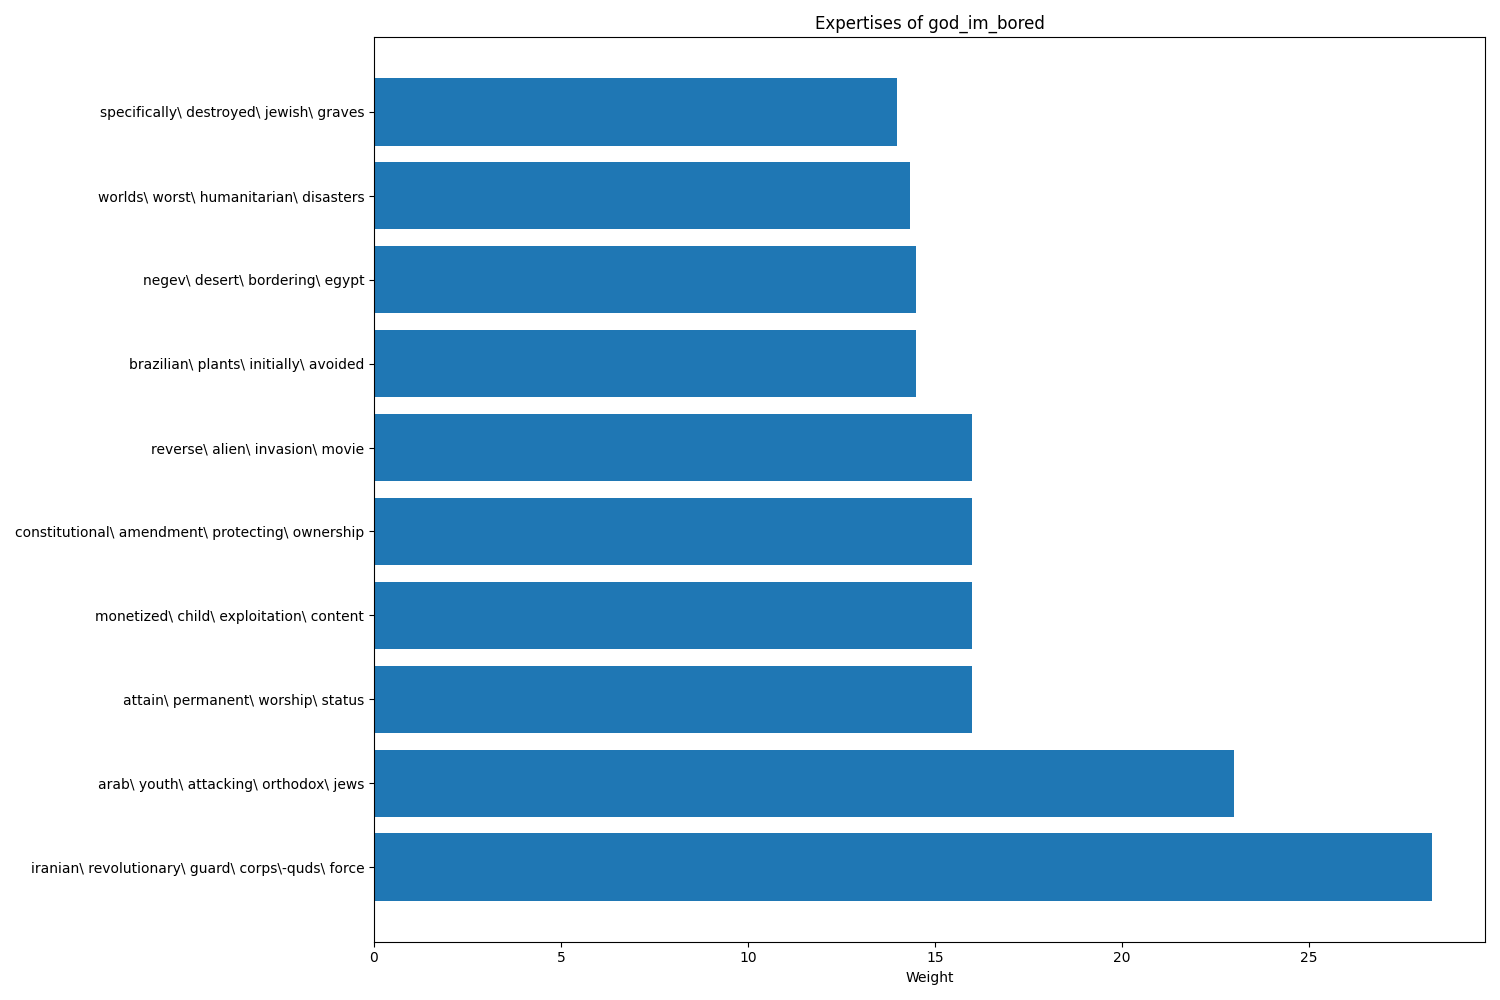 Expertises of god_im_bored
specifically\ destroyed\ jewish\ graves
worlds\ worst\ humanitarian\ disasters
negev\ desert\ bordering\ egypt
brazilian\ plants\ initially\ avoided
reverse\ alien\ invasion\ movie
constitutional\ amendment\ protecting\ ownership
monetized\ child\ exploitation\ content
attain\ permanent\ worship\ status
arab\ youth\ attacking\ orthodox\ jews
iranian\ revolutionary\ guard\ corps\-quds\ force
0 5 10 15 20 25
Weight